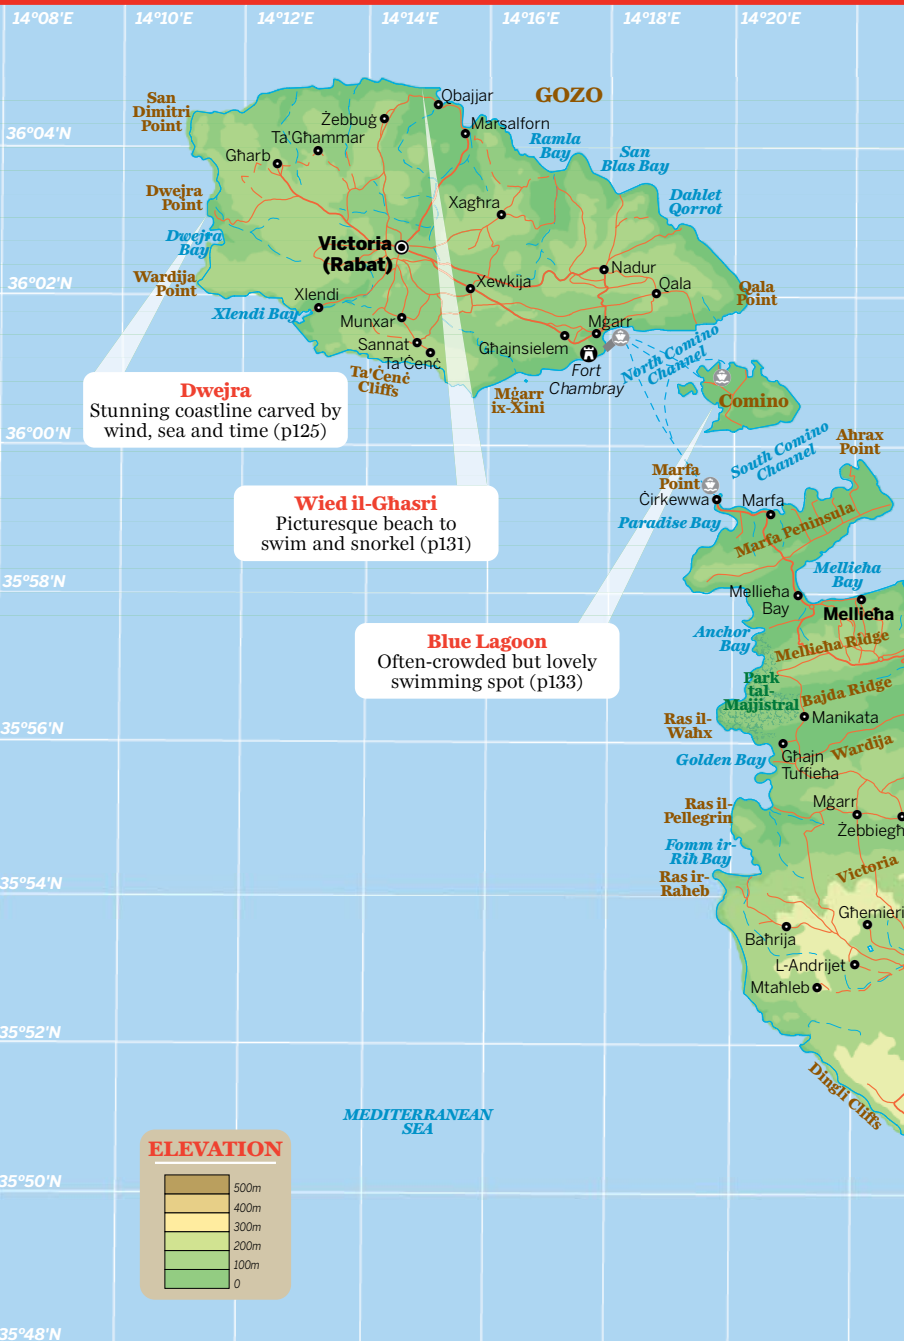 14°08'E
14°10'E
14°12'E
14°14'E
14°16'E
14°18'E
14°20'E
San
Dimitri
Point
Qbajjar
GOZO
Żebbuġ
Marsalforn
36°04'N
Ta'Għammar
Ramla
Bay
Għarb
San
Blas Bay
Dwejra
Point
Xagħra
Dahlet
Qorrot
Dwejra
Bay
Victoria
(Rabat)
Nadur
Wardija
Point
36°02'N
Xewkija
Qala
Qala
Point
Xlendi
Xlendi Bay
Munxar
Mġarr
Sannat
Għajnsielem
North Comino
Channel
Ta'Ċenċ
Ta'Ċenċ
Cliffs
Fort
Chambray
Mġarr
ix-Xini
Comino
Dwejra
Stunning coastline carved by
wind, sea and time (p125)
36°00'N
South Comino
Channel
Ahrax
Point
Marfa
Point
Ċirkewwa
Marfa
Wied il-Għasri
Picturesque beach to
swim and snorkel (p131)
Paradise Bay
Marfa Peninsula
35°58'N
Mellieħa
Bay
Mellieħa
Bay
Mellieħa
Anchor
Bay
Mellieħa Ridge
Blue Lagoon
Often-crowded but lovely
swimming spot (p133)
Park
tal-
Majjistral
Bajda Ridge
35°56'N
Ras il-
Wahx
Manikata
Wardija
Golden Bay
Għajn
Tuffieħa
Ras il-
Pellegrin
Mġarr
Żebbiegħ
Fomm ir-
Riħ Bay
35°54'N
Ras ir-
Raheb
Victoria
Għemieri
Baħrija
L-Andrijet
Mtaħleb
35°52'N
Dingli Cliffs
MEDITERRANEAN
SEA
ELEVATION
500m
400m
300m
200m
100m
0
35°50'N
35°48'N